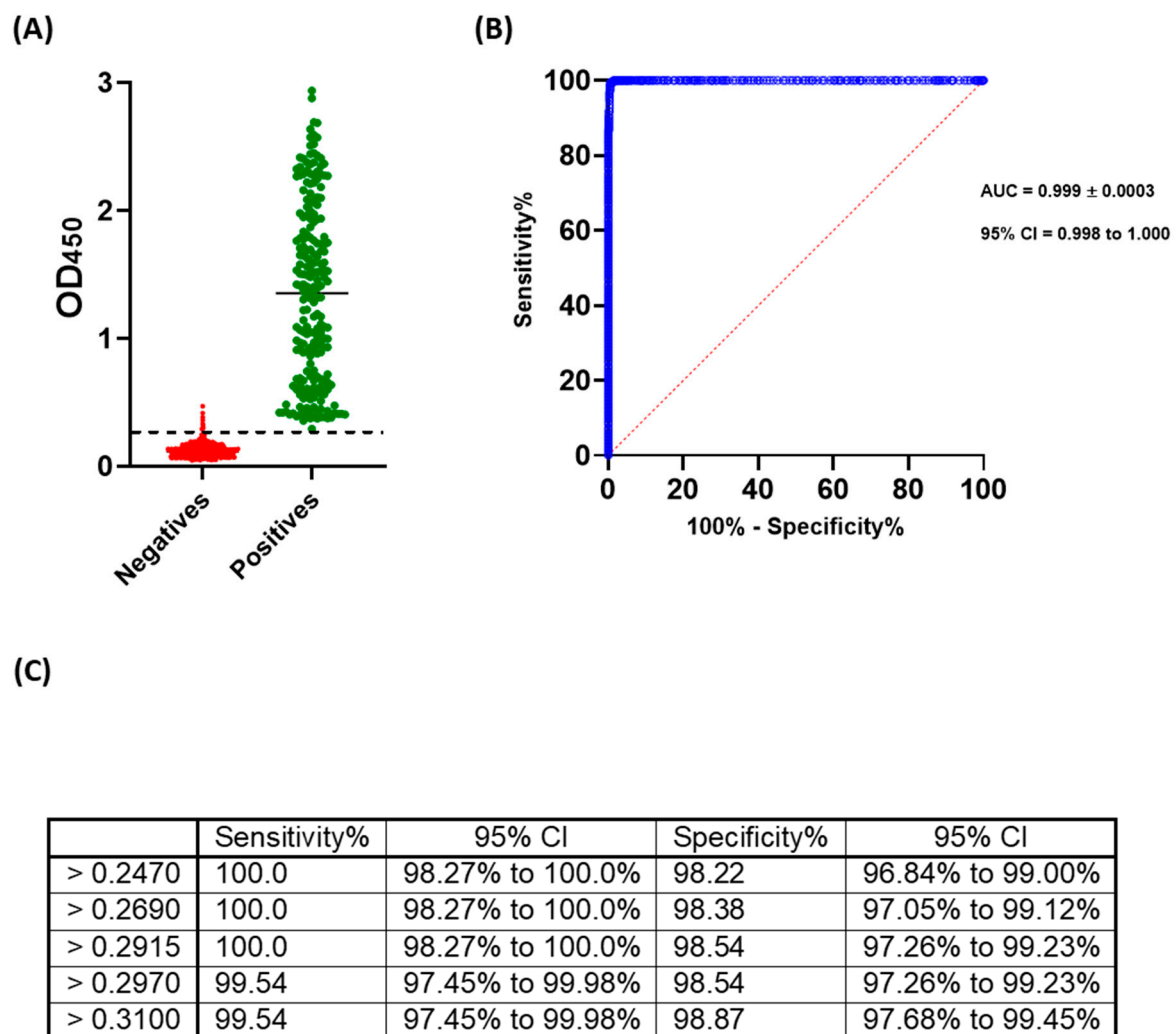 (A)
3
2
1
0
OD450
Negatives
Positives
(B)
100
80
60
40
20
0
Sensitivity%
0 20 40 60 80 100
100% - Specificity%
AUC = 0.999 ± 0.0003
95% CI = 0.998 to 1.000
(C)
Sensitivity% 95% CI Specificity% 95% CI
> 0.2470 100.0 98.27% to 100.0% 98.22 96.84% to 99.00%
> 0.2690 100.0 98.27% to 100.0% 98.38 97.05% to 99.12%
> 0.2915 100.0 98.27% to 100.0% 98.54 97.26% to 99.23%
> 0.2970 99.54 97.45% to 99.98% 98.54 97.26% to 99.23%
> 0.3100 99.54 97.45% to 99.98% 98.87 97.68% to 99.45%